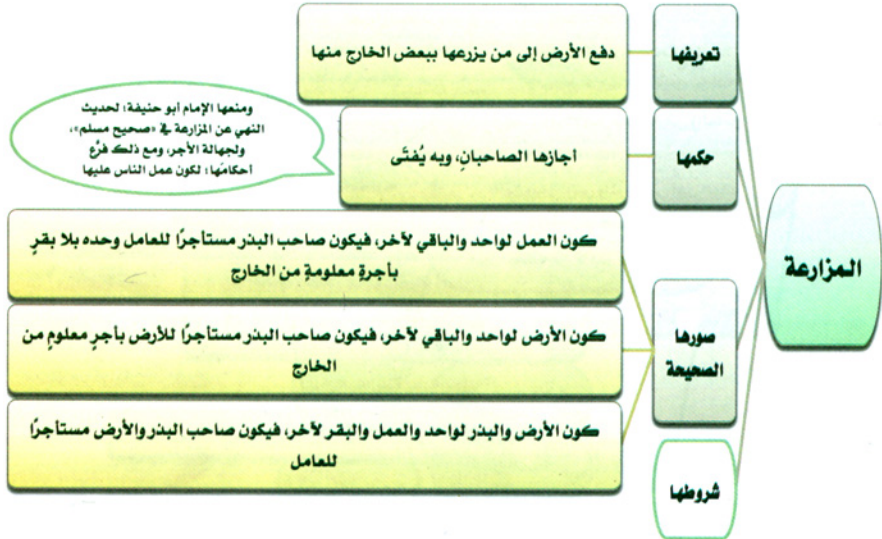 المزارعة
تعريفها
دفع الأرض إلى من يزرعها ببعض الخارج منها
حكمها
أجازها الصاحبانِ، وبه يُفتَى
ومنعها الإمام أبو حنيفة؛ لحديث
النهي عن المزارعة في «صحيح مسلم»،
ولجهالة الأجر، ومع ذلك فرَّع
أحكامَها؛ لكون عمل الناس عليها
صورها
الصحيحة
كون العمل لواحد والباقي لآخر، فيكون صاحب البذر مستأجرًا للعامل وحده بلا بقرٍ
بأجرةٍ معلومةٍ من الخارج
كون الأرض لواحد والباقي لآخر، فيكون صاحب البذر مستأجرًا للأرض بأجرٍ معلومٍ من
الخارج
كون الأرض والبذر لواحد والعمل والبقر لآخر، فيكون صاحب البذر والأرض مستأجرًا
للعامل
شروطها